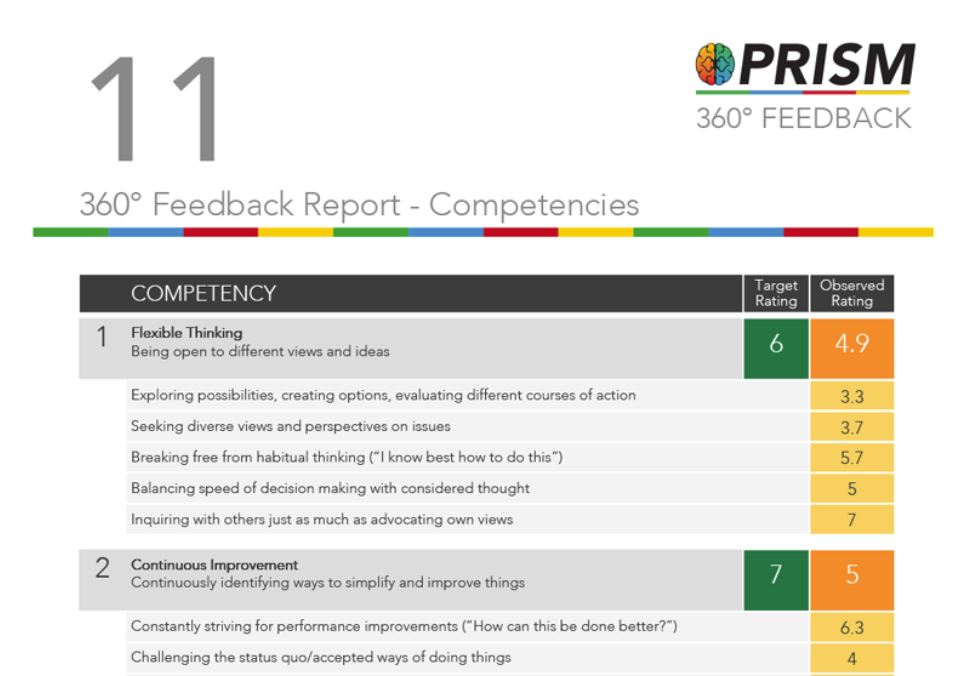 11
PRISM
360° FEEDBACK
360° Feedback Report - Competencies
COMPETENCY
Target
Rating
Observed
Rating
1
Flexible Thinking
Being open to different views and ideas
6
4.9
Exploring possibilities, creating options, evaluating different courses of action
3.3
Seeking diverse views and perspectives on issues
3.7
Breaking free from habitual thinking (“I know best how to do this”)
5.7
Balancing speed of decision making with considered thought
5
Inquiring with others just as much as advocating own views
7
2
Continuous Improvement
Continuously identifying ways to simplify and improve things
7
5
Constantly striving for performance improvements (“How can this be done better?”)
6.3
Challenging the status quo/accepted ways of doing things
4